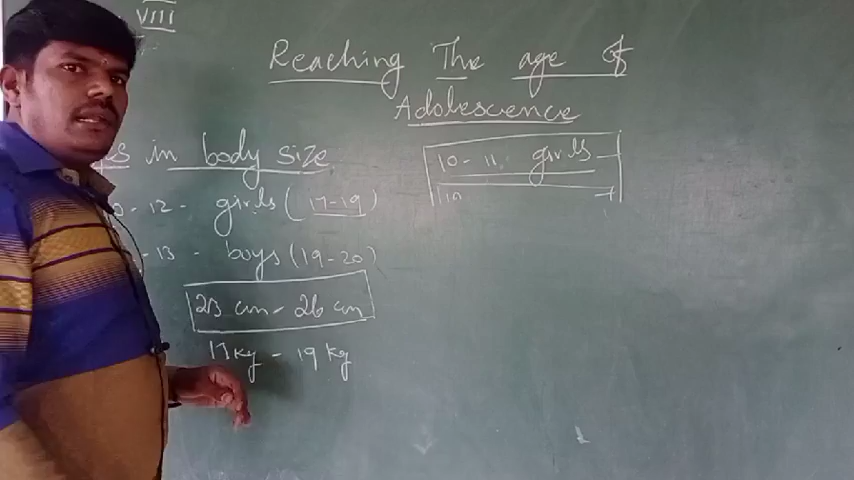 VIII
Reaching The age of
Adolescence
in body size
10 - 11 girls
10
- 12 - girls (17-19)
- 13 - boys (19-20)
23 cm - 26 cm
17 kg - 19 kg